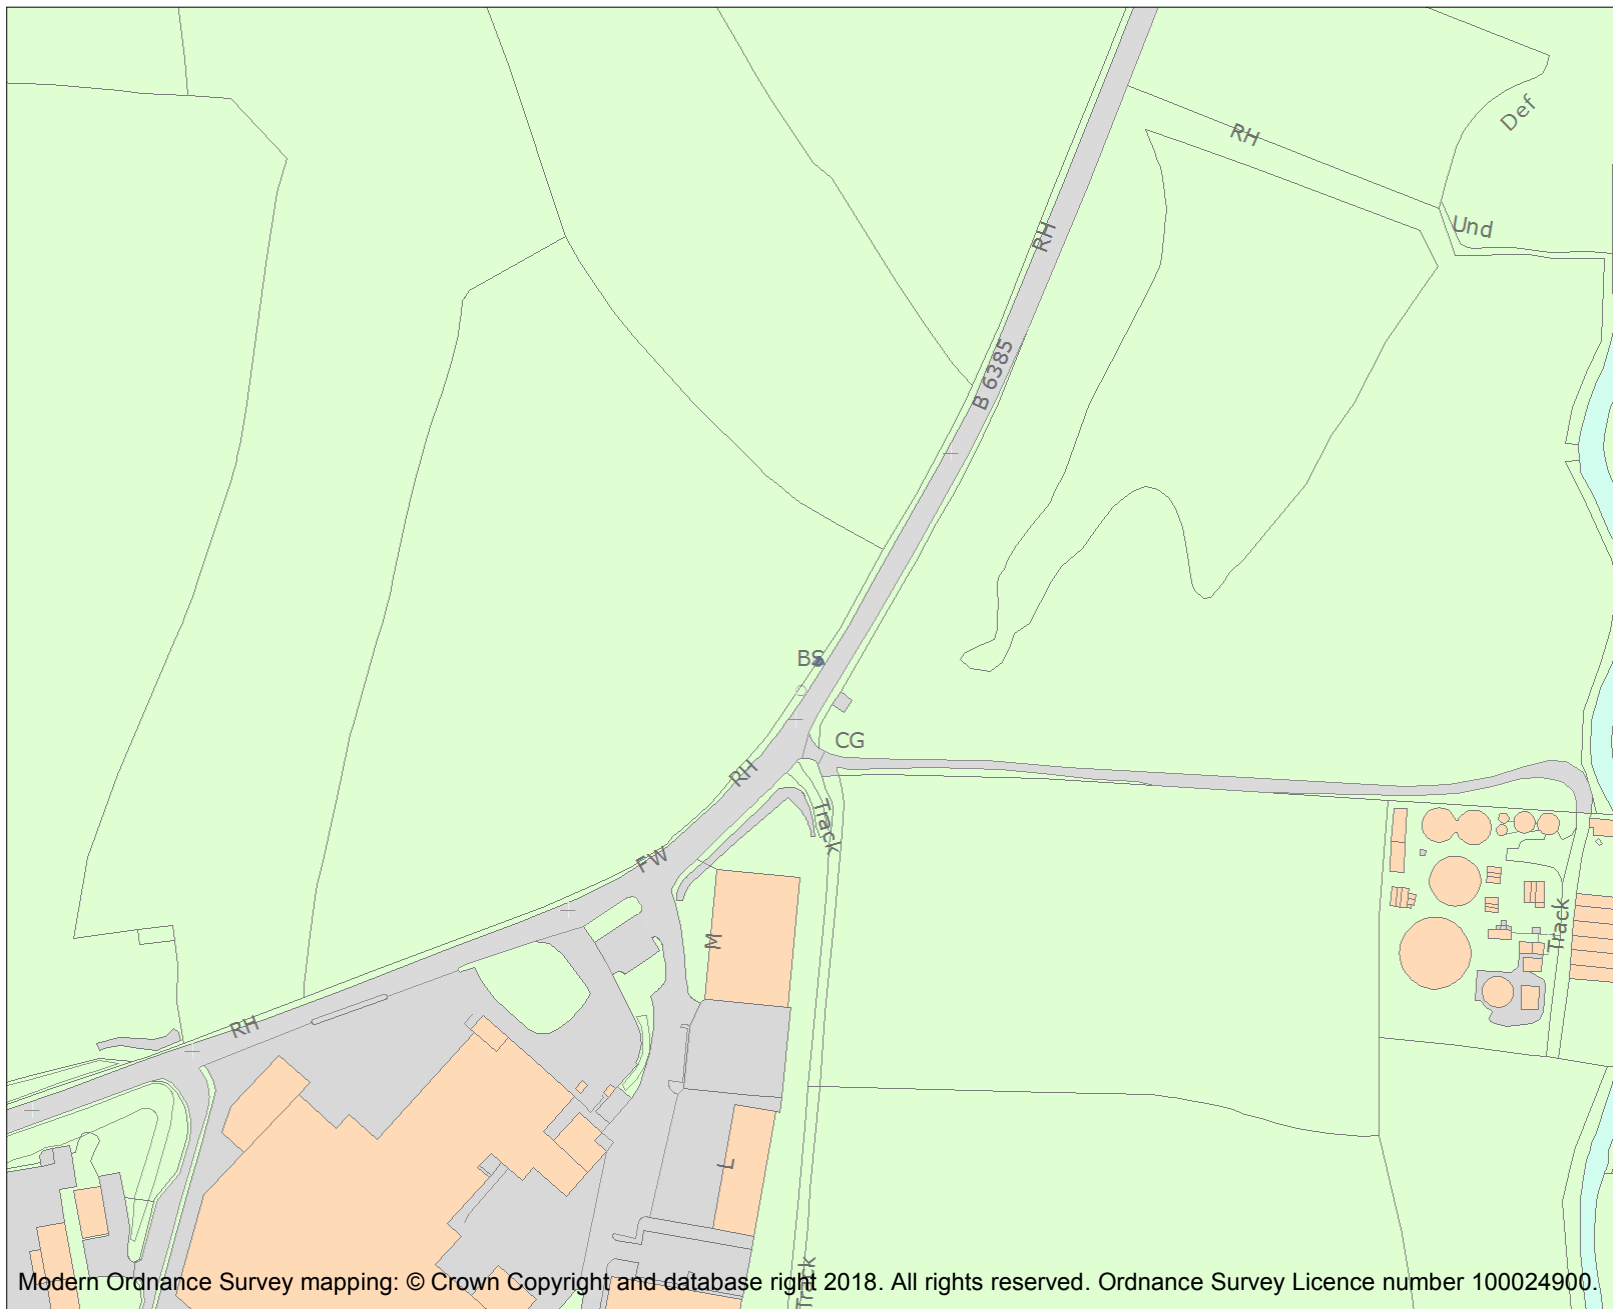 Def
RH
Und
RH
B 6385
BS
CG
RH
Track
FW
M
Track
RH
L
Track
Modern Ordnance Survey mapping: © Crown Copyright and database right 2018. All rights reserved. Ordnance Survey Licence number 100024900.